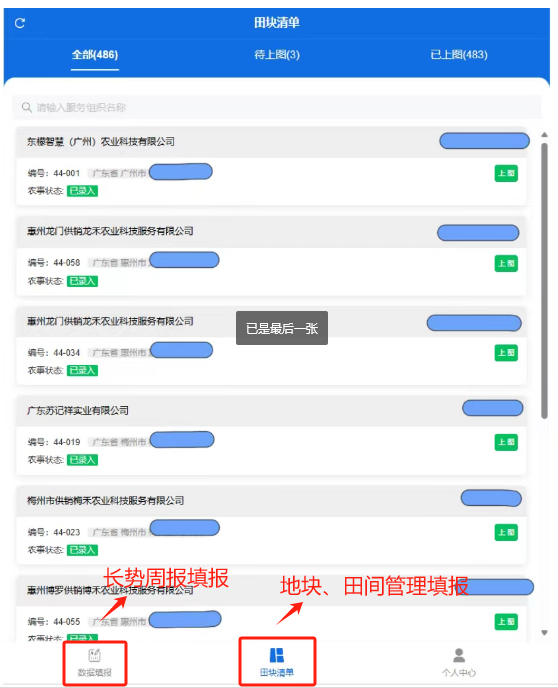 田块清单
全部(486) 待上图(3) 已上图(483)
请输入服务组织名称
东檬智慧（广州）农业科技有限公司
编号：44-001 广东省 广州市
上图
农事状态: 已录入
惠州龙门供销龙禾农业科技服务有限公司
编号：44-058 广东省 惠州市
上图
农事状态: 已录入
惠州龙门供销龙禾农业科技服务有限公司
已是最后一张
编号：44-034 广东省 惠州市
上图
农事状态: 已录入
广东苏记祥实业有限公司
编号：44-019 广东省 梅州市
上图
农事状态: 已录入
梅州市供销梅禾农业科技服务有限公司
编号：44-023 广东省 梅州市
上图
农事状态: 已录入
长势周报填报
地块、田间管理填报
惠州博罗供销博禾农业科技服务有限公司
编号：44-055 广东省 惠州市
上图
农事状态: 已录入
数据填报 田块清单 个人中心